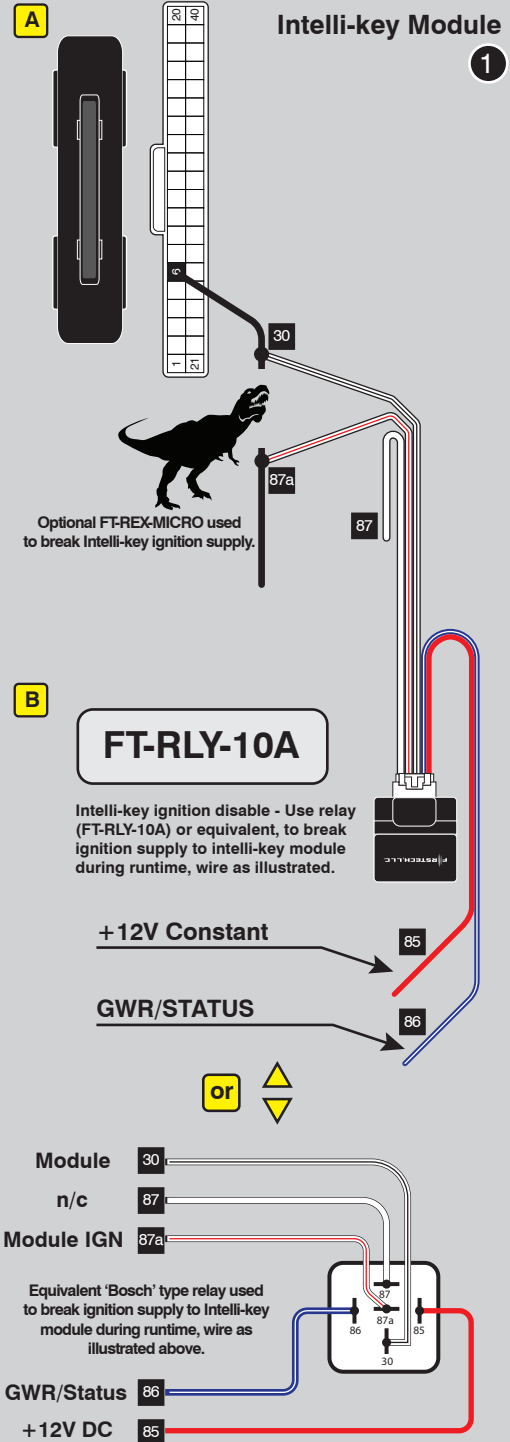 A
Intelli-key Module
1
20
40
6
1
21
30
87a
87
Optional FT-REX-MICRO used
to break Intelli-key ignition supply.
B
FT-RLY-10A
Intelli-key ignition disable - Use relay
(FT-RLY-10A) or equivalent, to break
ignition supply to intelli-key module
during runtime, wire as illustrated.
FIRSTECH,LLC
+12V Constant
85
GWR/STATUS
86
or
Module 30
n/c 87
Module IGN 87a
Equivalent ‘Bosch’ type relay used
to break ignition supply to Intelli-key
module during runtime, wire as
illustrated above.
87
87a
86
85
30
GWR/Status 86
+12V DC 85